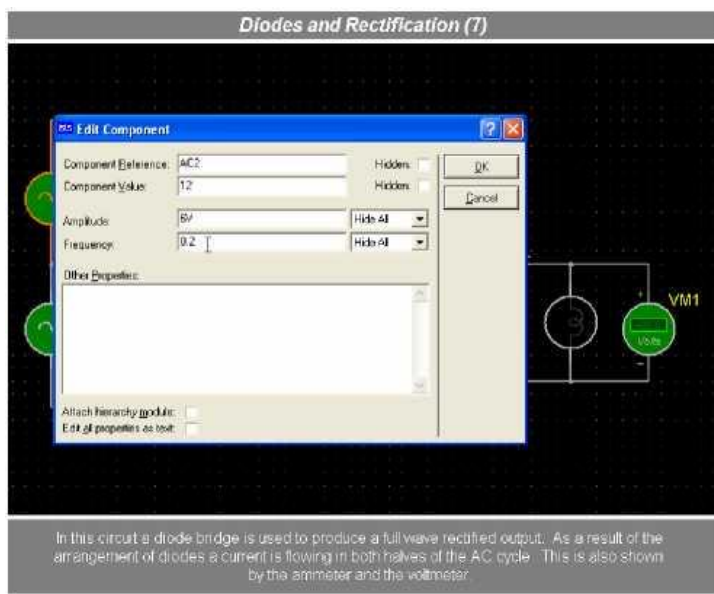 Diodes and Rectification (7)
Edit Component
Component Reference: AC2 Hidden: OK
Component Value: 12 Hidden: Cancel
Amplitude: 6V Hide All
Frequency: 0.2 Hide All
Other Properties:
VM1
Volts
Attach hierarchy module:
Edit all properties as text:
In this circuit a diode bridge is used to produce a full wave rectified output. As a result of the
arrangement of diodes a current is flowing in both halves of the AC cycle. This is also shown
by the ammeter and the voltmeter.